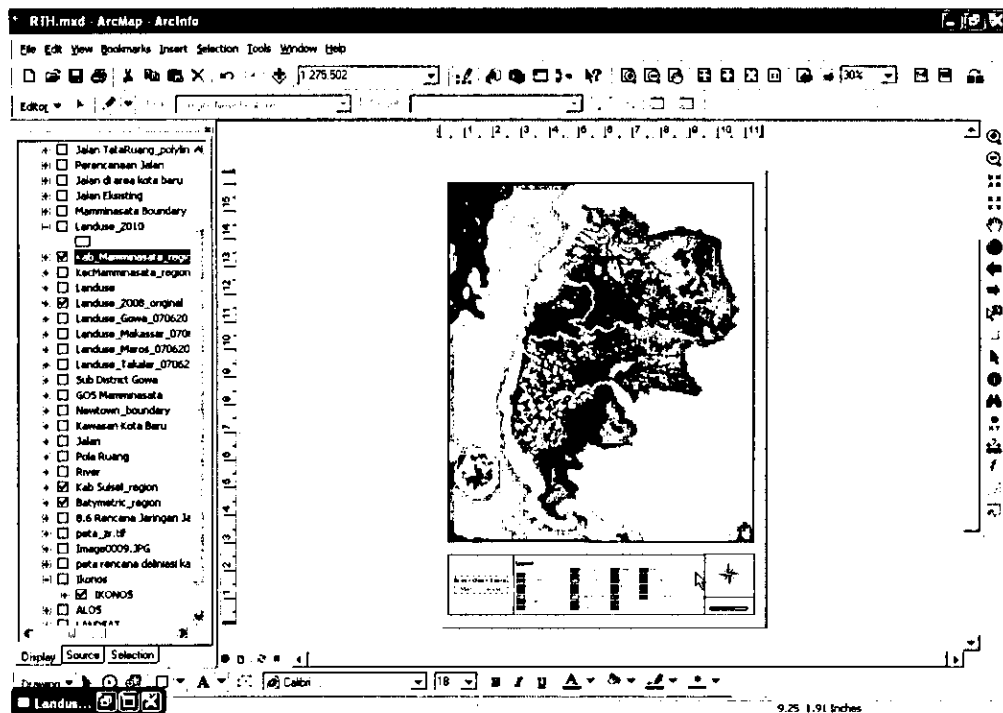 RTH.mxd - ArcMap - ArcInfo
File Edit View Bookmarks Insert Selection Tools Window Help
1:275.502
30%
Editor
Jalan TataRuang_polylin
Perencanaan Jalan
Jalan di area kota baru
Jalan Eksisting
Mamminasata Boundary
Landuse_2010
Kab_Mamminasata_regi
KecMamminasata_region
Landuse
Landuse_2008_original
Landuse_Gowa_070620
Landuse_Makassar_070
Landuse_Maros_070620
Landuse_Takalar_07062
Sub District Gowa
GOS Mamminasata
Newtown_boundary
Kawasan Kota Baru
Jalan
Pola Ruang
River
Kab Sulsel_region
Batymetric_region
8.6 Rencana Jaringan Ja
peta_jv.tif
Image0009.JPG
peta rencana delinisi ka
Ikonos
IKONOS
ALOS
LANDSAT
Display Source Selection
Drawing A Calibri 18 B I U A
Landus...
9.25 1.91 Inches